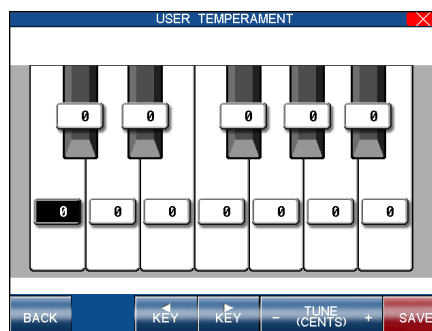 USER TEMPERAMENT
0 0 0 0 0
0 0 0 0 0 0 0
BACK KEY KEY - TUNE (CENTS) + SAVE